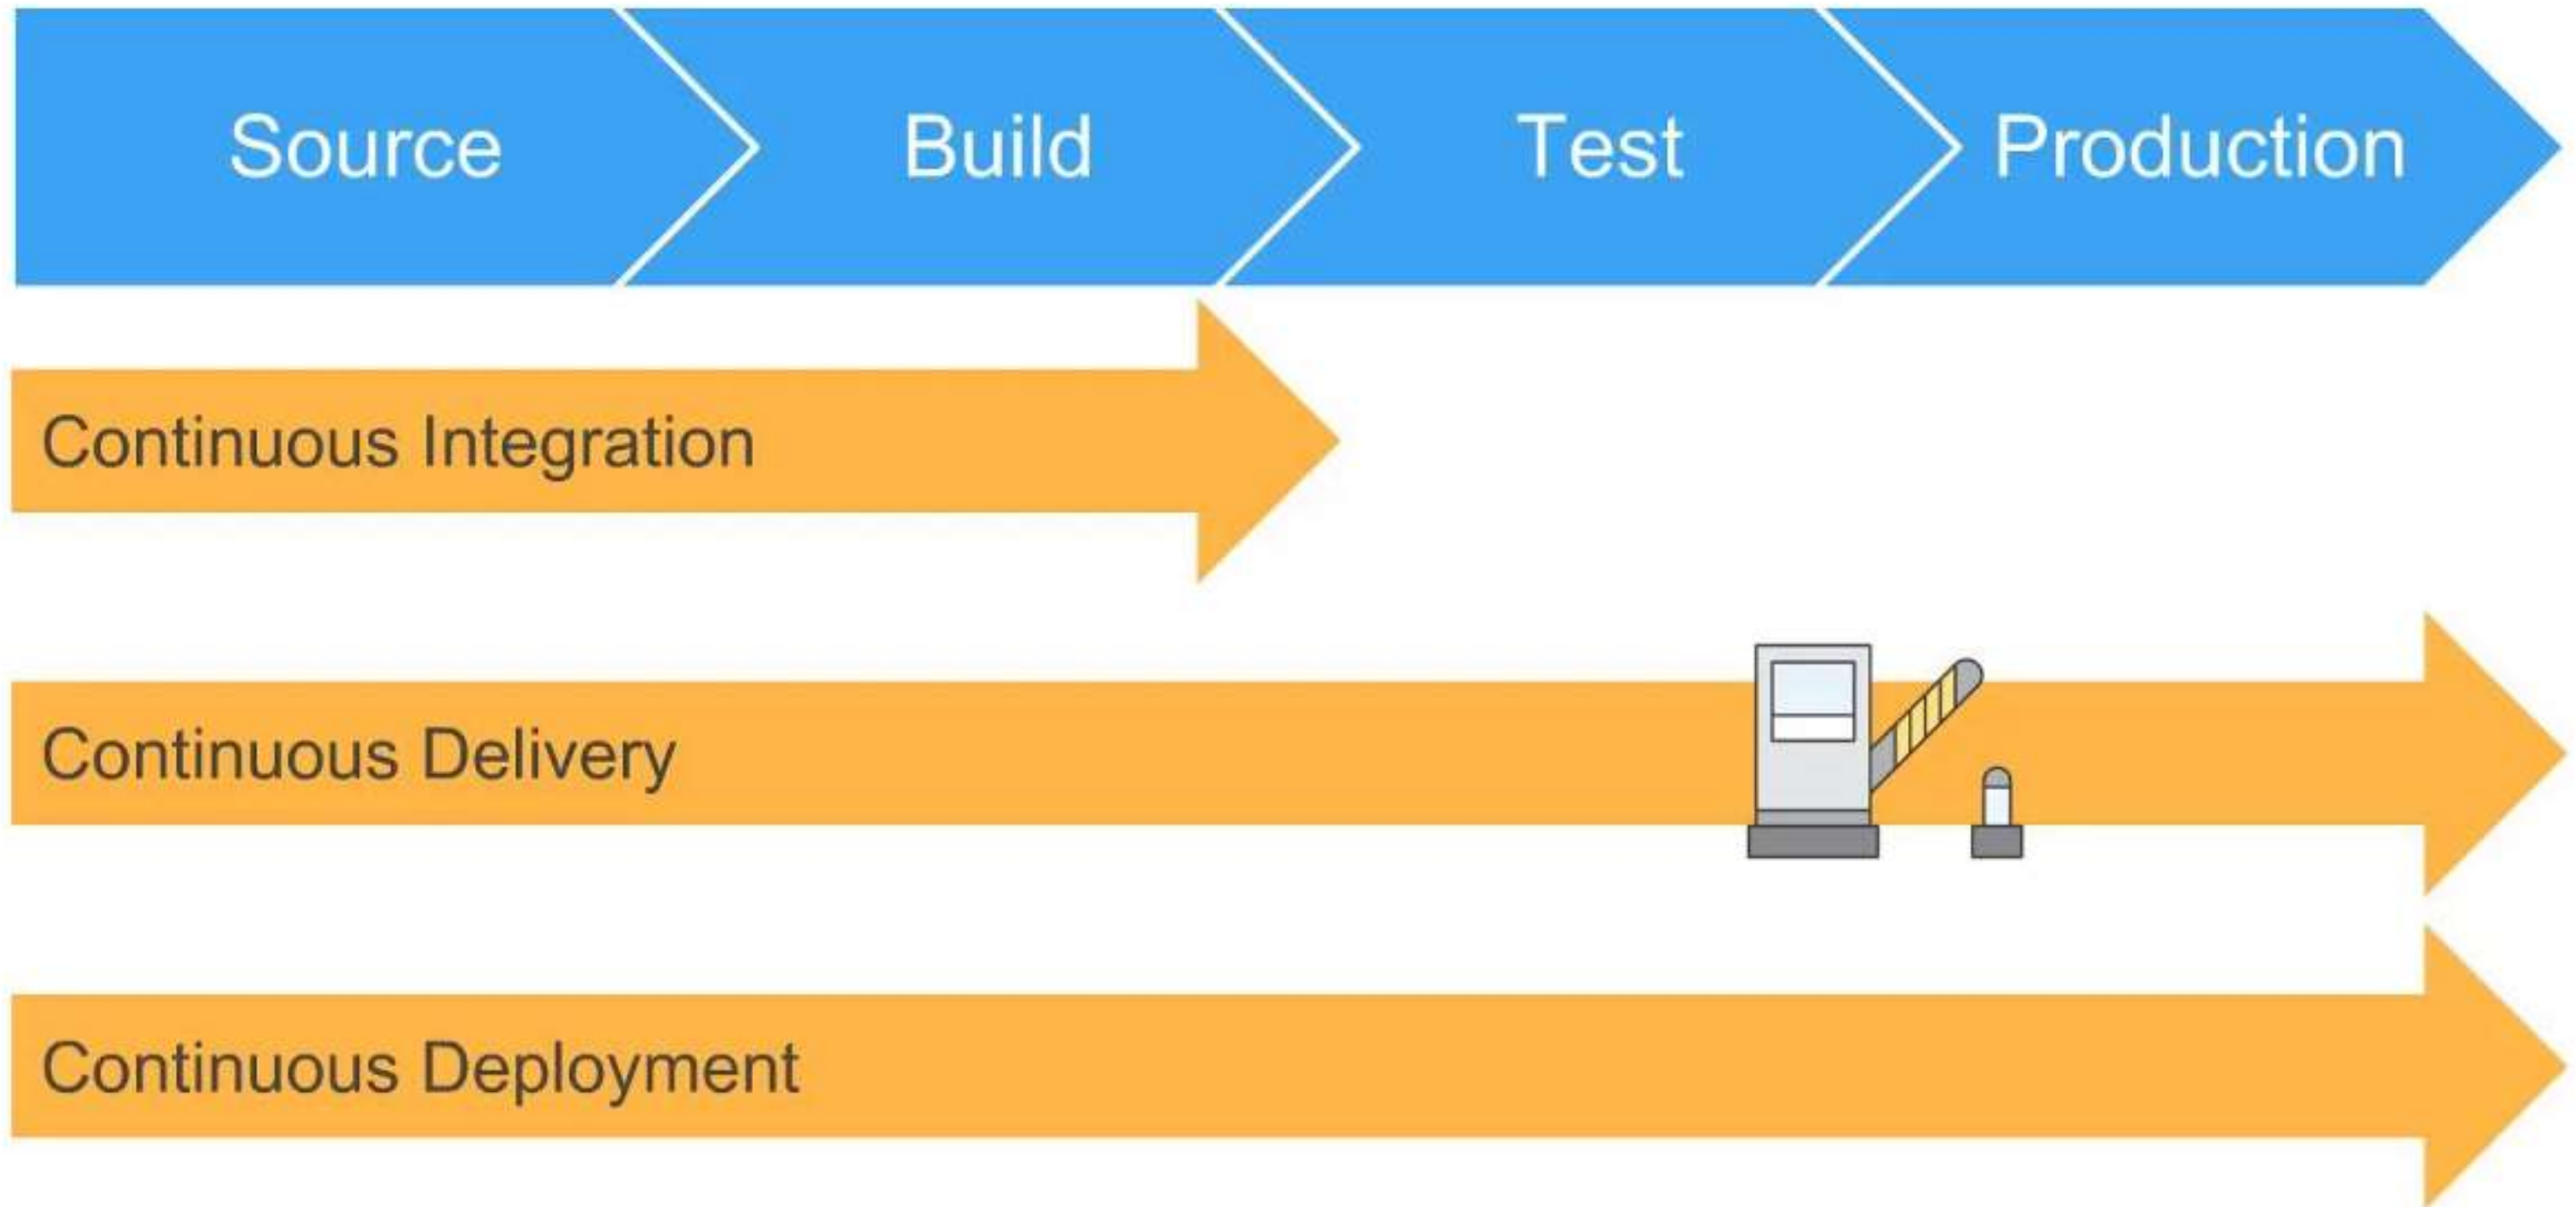 Source
Build
Test
Production
Continuous Integration
Continuous Delivery
Continuous Deployment